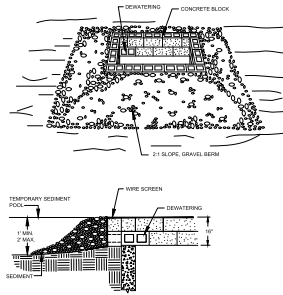 DEWATERING
CONCRETE BLOCK
2:1 SLOPE, GRAVEL BERM
WIRE SCREEN
TEMPORARY SEDIMENT
POOL
DEWATERING
1' MIN.
2' MAX.
16"
SEDIMENT